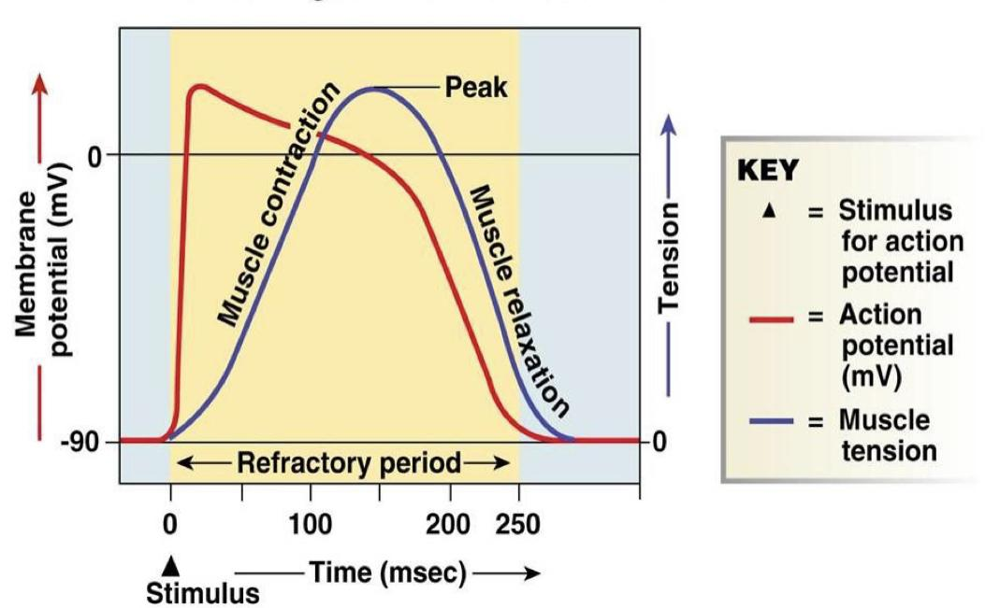 Peak
Muscle contraction
Muscle relaxation
Membrane
potential (mV)
0
-90
Tension
0
Refractory period
0 100 200 250
Time (msec)
▲
Stimulus
KEY
▲ = Stimulus
for action
potential
= Action
potential
(mV)
= Muscle
tension